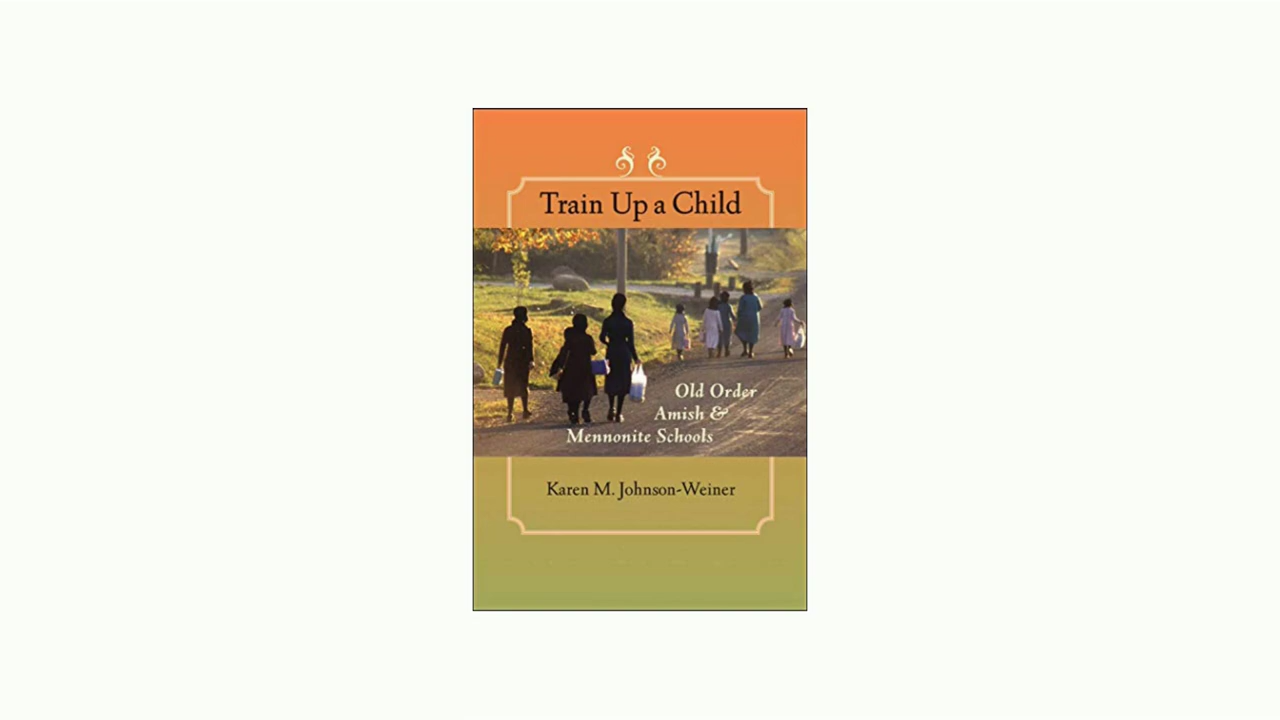 Train Up a Child
Old Order
Amish &
Mennonite Schools
Karen M. Johnson-Weiner